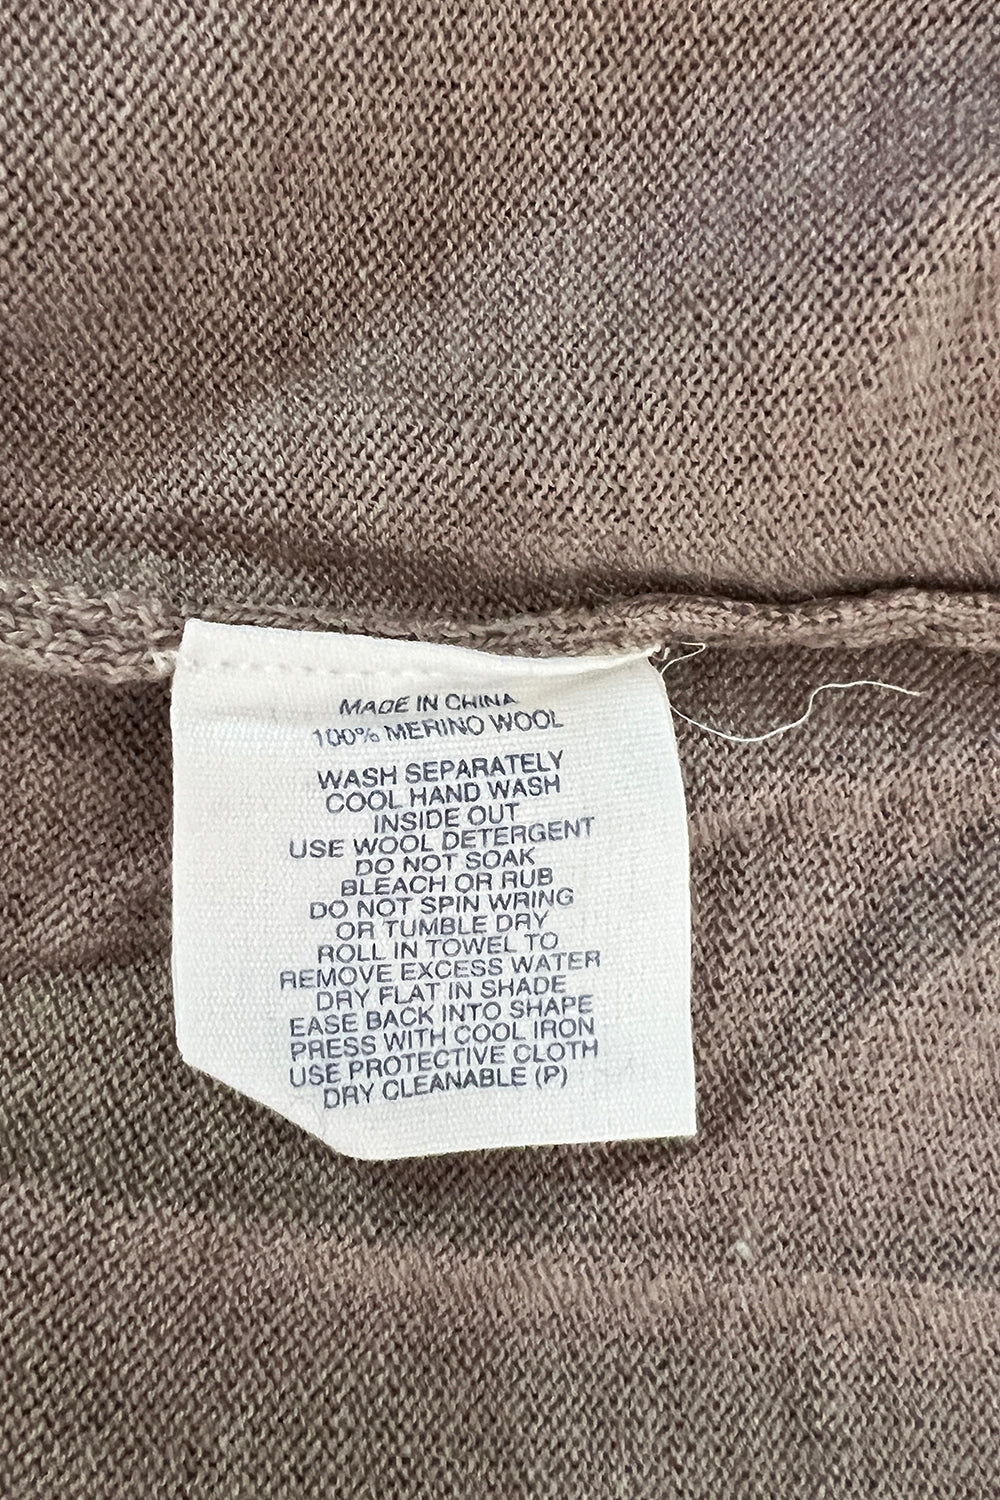 MADE IN CHINA
100% MERINO WOOL
WASH SEPARATELY
COOL HAND WASH
INSIDE OUT
USE WOOL DETERGENT
DO NOT SOAK
BLEACH OR RUB
DO NOT SPIN WRING
OR TUMBLE DRY
ROLL IN TOWEL TO
REMOVE EXCESS WATER
DRY FLAT IN SHADE
EASE BACK INTO SHAPE
PRESS WITH COOL IRON
USE PROTECTIVE CLOTH
DRY CLEANABLE (P)